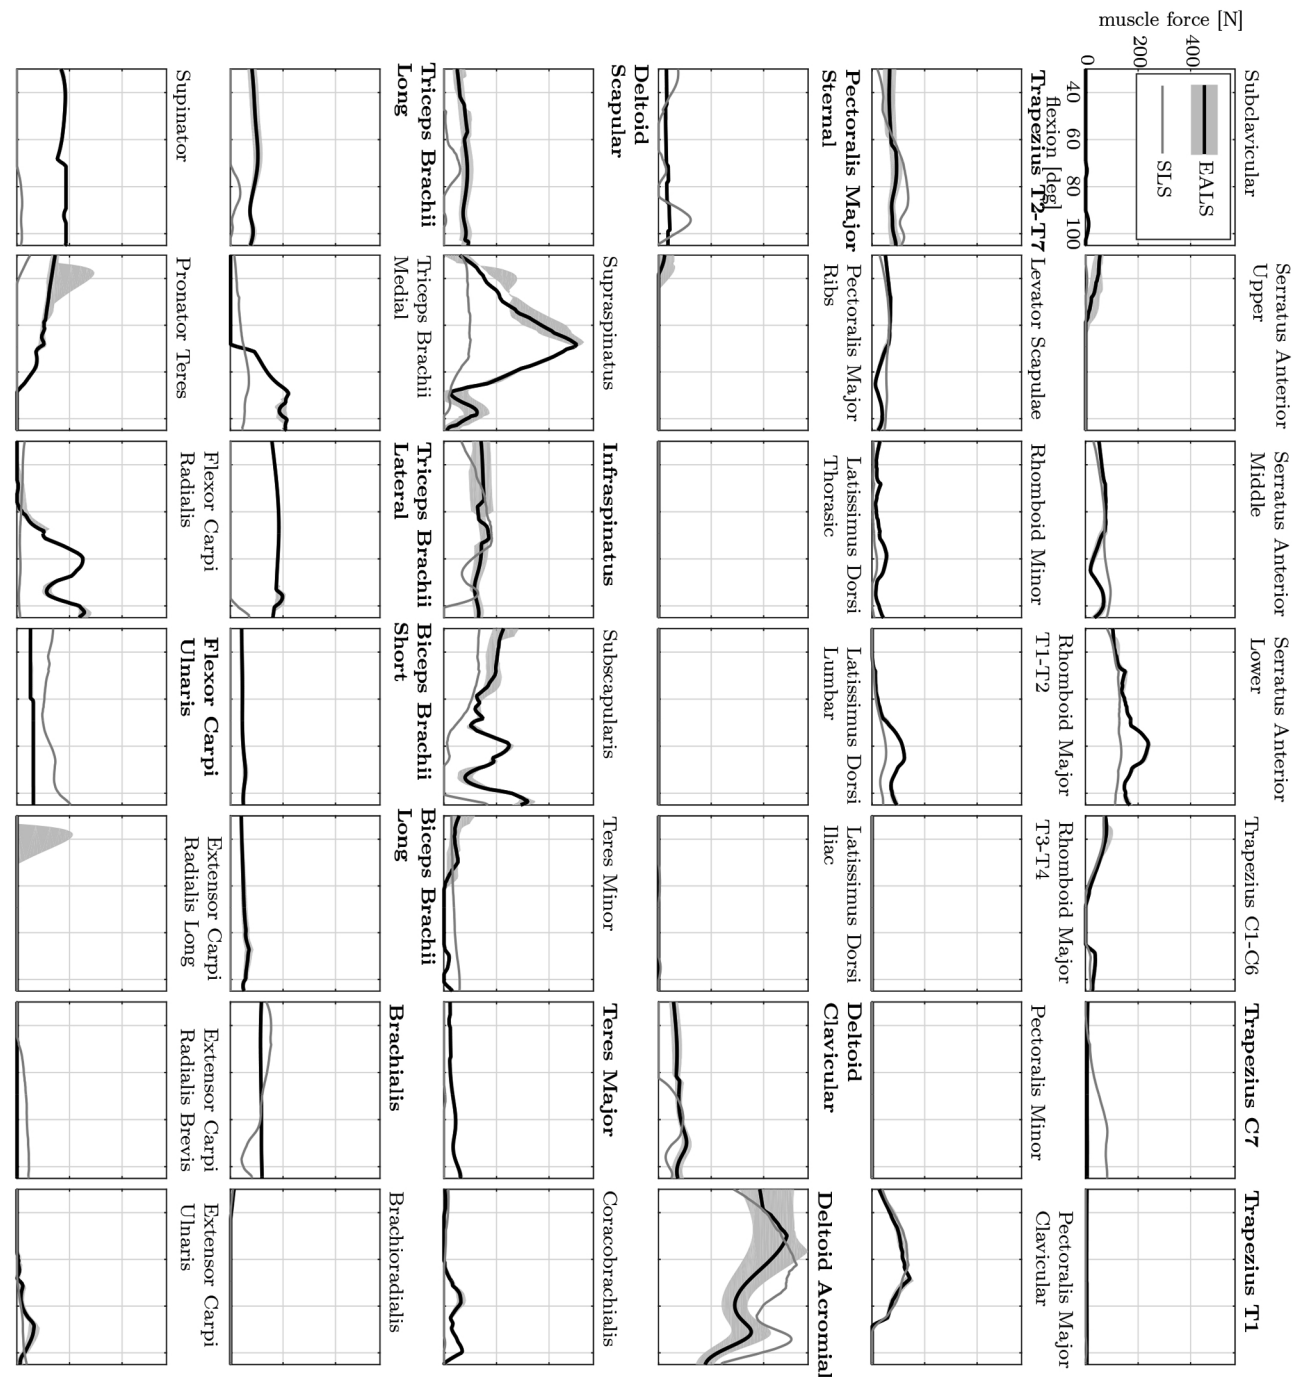 Subclavicular
Serratus Anterior
Upper
Serratus Anterior
Middle
Serratus Anterior
Lower
Trapezius C1-C6
Trapezius C7
Trapezius T1
muscle force [N]
400
200
0
EALS
SLS
40
60
80
100
flexion [deg]
Trapezius T2-T7
Levator Scapulae
Rhomboid Minor
Rhomboid Major
T1-T2
Rhomboid Major
T3-T4
Pectoralis Minor
Pectoralis Major
Clavicular
Pectoralis Major
Sternal
Pectoralis Major
Ribs
Latissimus Dorsi
Thorasic
Latissimus Dorsi
Lumbar
Latissimus Dorsi
Iliac
Deltoid
Clavicular
Deltoid Acromial
Deltoid
Scapular
Supraspinatus
Infraspinatus
Subscapularis
Teres Minor
Teres Major
Coracobrachialis
Triceps Brachii
Long
Triceps Brachii
Medial
Triceps Brachii
Lateral
Biceps Brachii
Short
Biceps Brachii
Long
Brachialis
Brachioradialis
Supinator
Pronator Teres
Flexor Carpi
Radialis
Flexor Carpi
Ulnaris
Extensor Carpi
Radialis Long
Extensor Carpi
Radialis Brevis
Extensor Carpi
Ulnaris